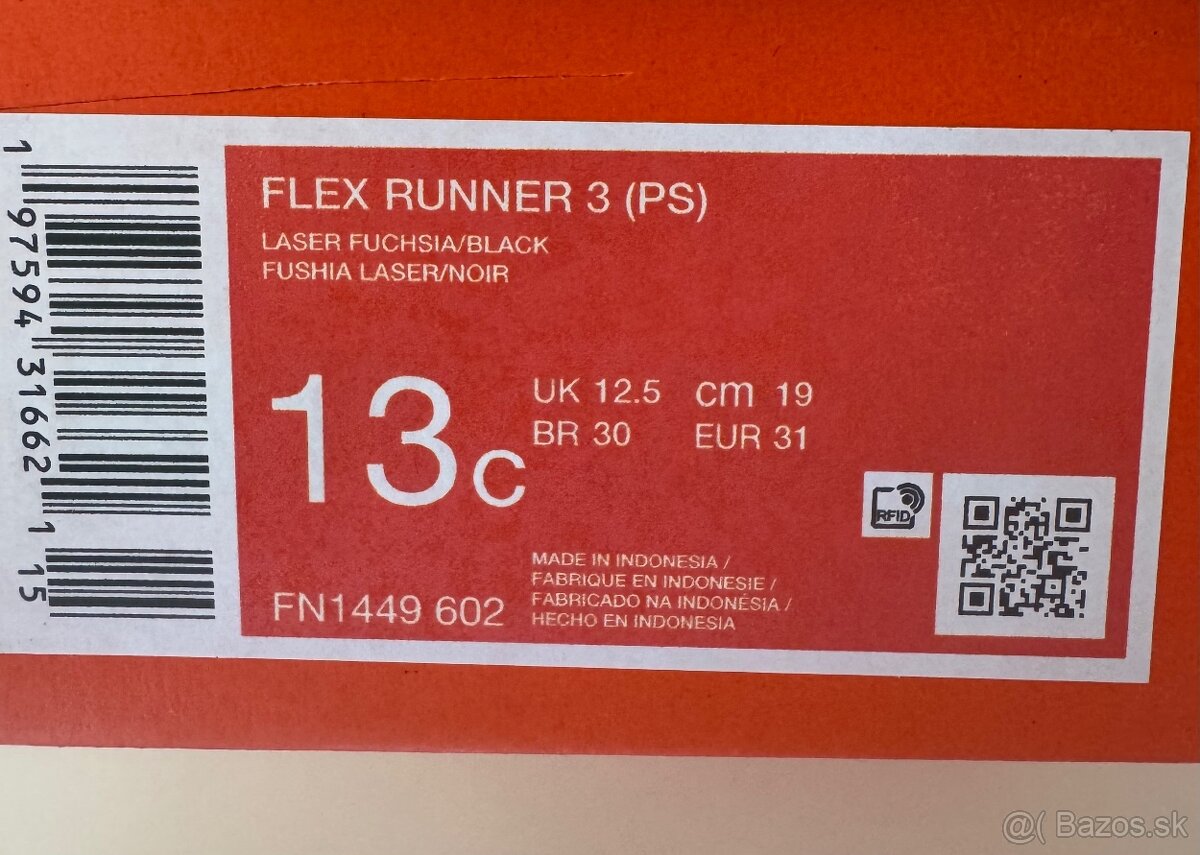 1 97594 31662 1 15
FLEX RUNNER 3 (PS)
LASER FUCHSIA/BLACK
FUSHIA LASER/NOIR
13C
UK 12.5 cm 19
BR 30 EUR 31
RFID
FN1449 602
MADE IN INDONESIA /
FABRIQUE EN INDONESIE /
FABRICADO NA INDONÉSIA /
HECHO EN INDONESIA
@( Bazos.sk